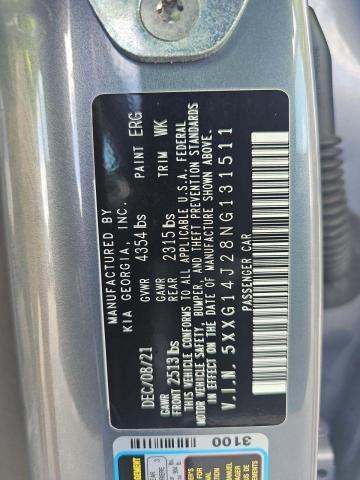 MANUFACTURED BY
KIA GEORGIA, INC.
DEC/08/21 GVWR 4354 lbs PAINT ERG
GAWR GAWR
FRONT 2513 lbs REAR 2315 lbs TRIM WK
THIS VEHICLE CONFORMS TO ALL APPLICABLE U.S.A. FEDERAL
MOTOR VEHICLE SAFETY, BUMPER, AND THEFT PREVENTION
STANDARDS IN EFFECT ON THE DATE OF MANUFACTURE SHOWN ABOVE.
V.I.N. 5XXG14J28NG131511
PASSENGER CAR
3100